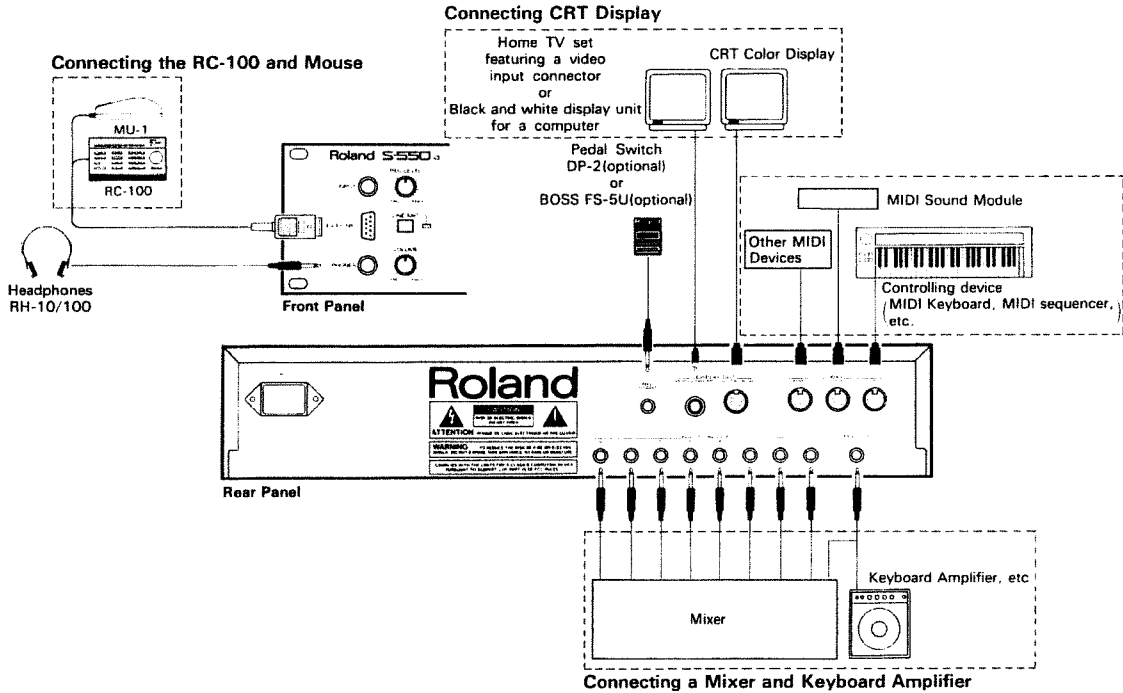 Connecting CRT Display
Home TV set
featuring a video
input connector
or
Black and white display unit
for a computer
CRT Color Display
Connecting the RC-100 and Mouse
MU-1
RC-100
Roland S-550
Headphones
RH-10/100
Front Panel
Pedal Switch
DP-2(optional)
or
BOSS FS-5U(optional)
MIDI Sound Module
Other MIDI
Devices
Controlling device
(MIDI Keyboard, MIDI sequencer,
etc.)
Roland
ATTENTION
WARNING
Rear Panel
Mixer
Keyboard Amplifier, etc
Connecting a Mixer and Keyboard Amplifier